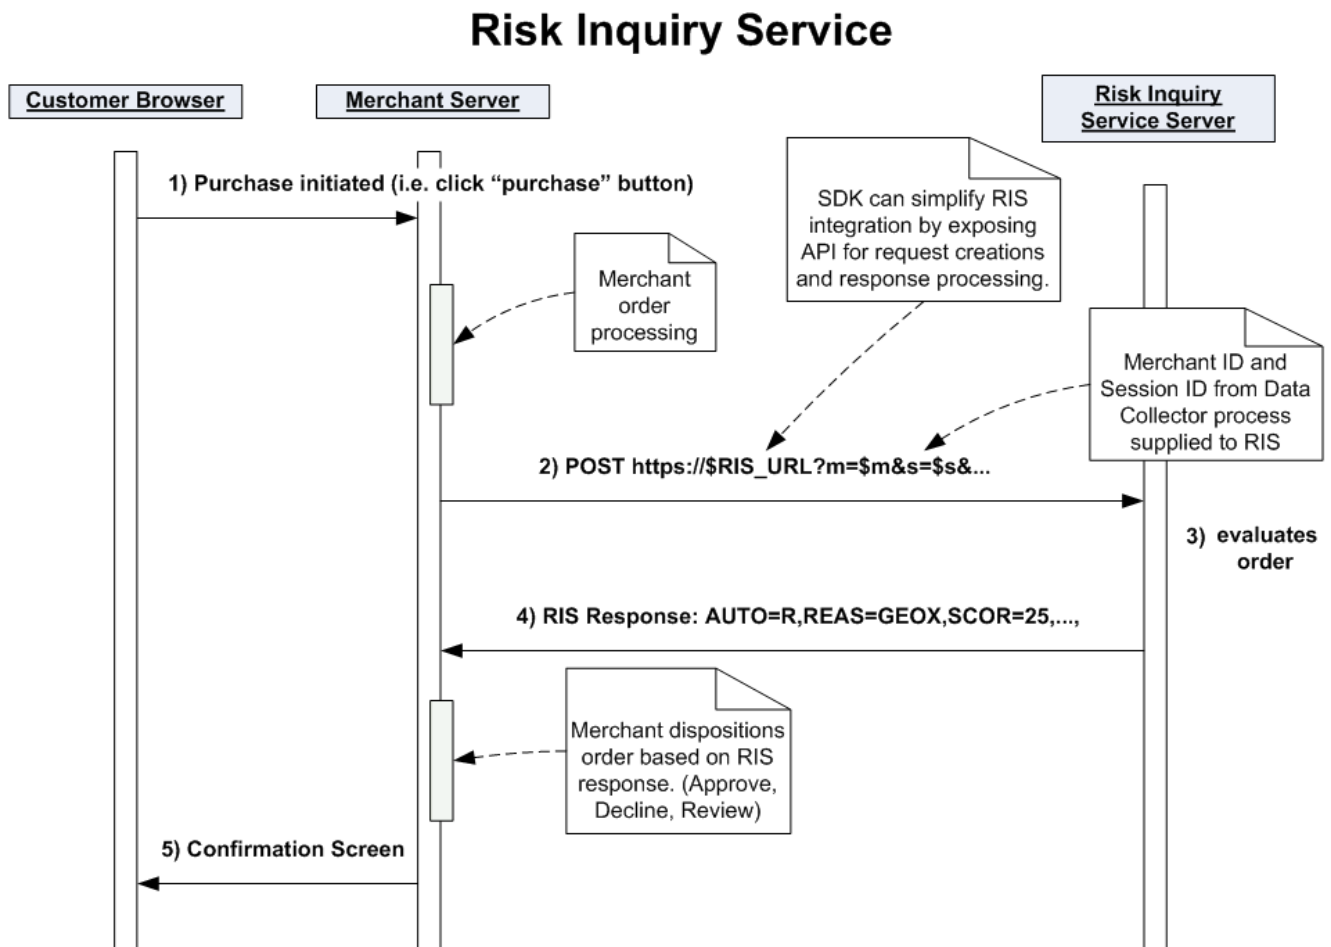 Risk Inquiry Service
Customer Browser
Merchant Server
Risk Inquiry
Service Server
1) Purchase initiated (i.e. click “purchase” button)
SDK can simplify RIS
integration by exposing
API for request creations
and response processing.
Merchant
order
processing
Merchant ID and
Session ID from Data
Collector process
supplied to RIS
2) POST https://$RIS_URL?m=$m&s=$s&...
3) evaluates
order
4) RIS Response: AUTO=R,REAS=GEOX,SCOR=25,...,
Merchant dispositions
order based on RIS
response. (Approve,
Decline, Review)
5) Confirmation Screen